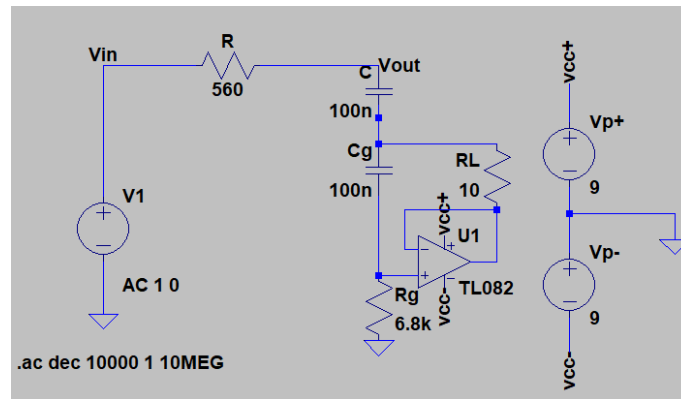 Vin
R
560
C
Vout
100n
Cg
100n
RL
10
vcc+
U1
TL082
vcc-
Rg
6.8k
V1
AC 1 0
vcc+
Vp+
9
Vp-
9
vcc-
.ac dec 10000 1 10MEG